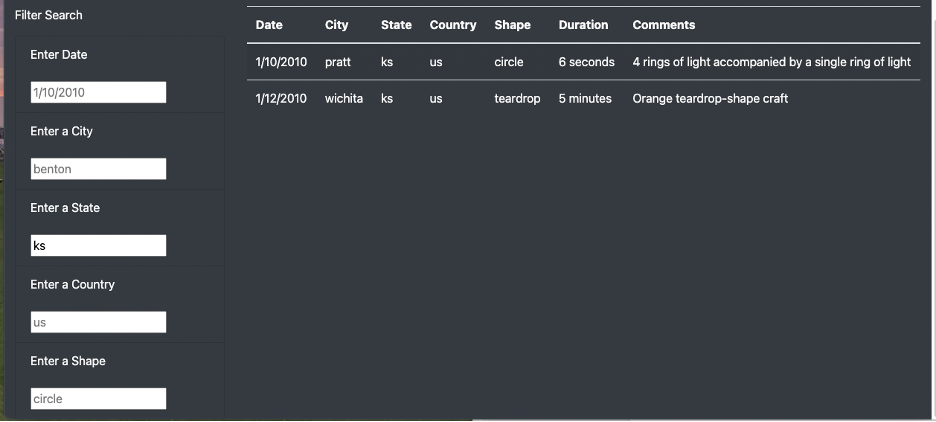 Filter Search
Enter Date
1/10/2010
Enter a City
benton
Enter a State
ks
Enter a Country
us
Enter a Shape
circle
Date City State Country Shape Duration Comments
1/10/2010 pratt ks us circle 6 seconds 4 rings of light accompanied by a single ring of light
1/12/2010 wichita ks us teardrop 5 minutes Orange teardrop-shape craft